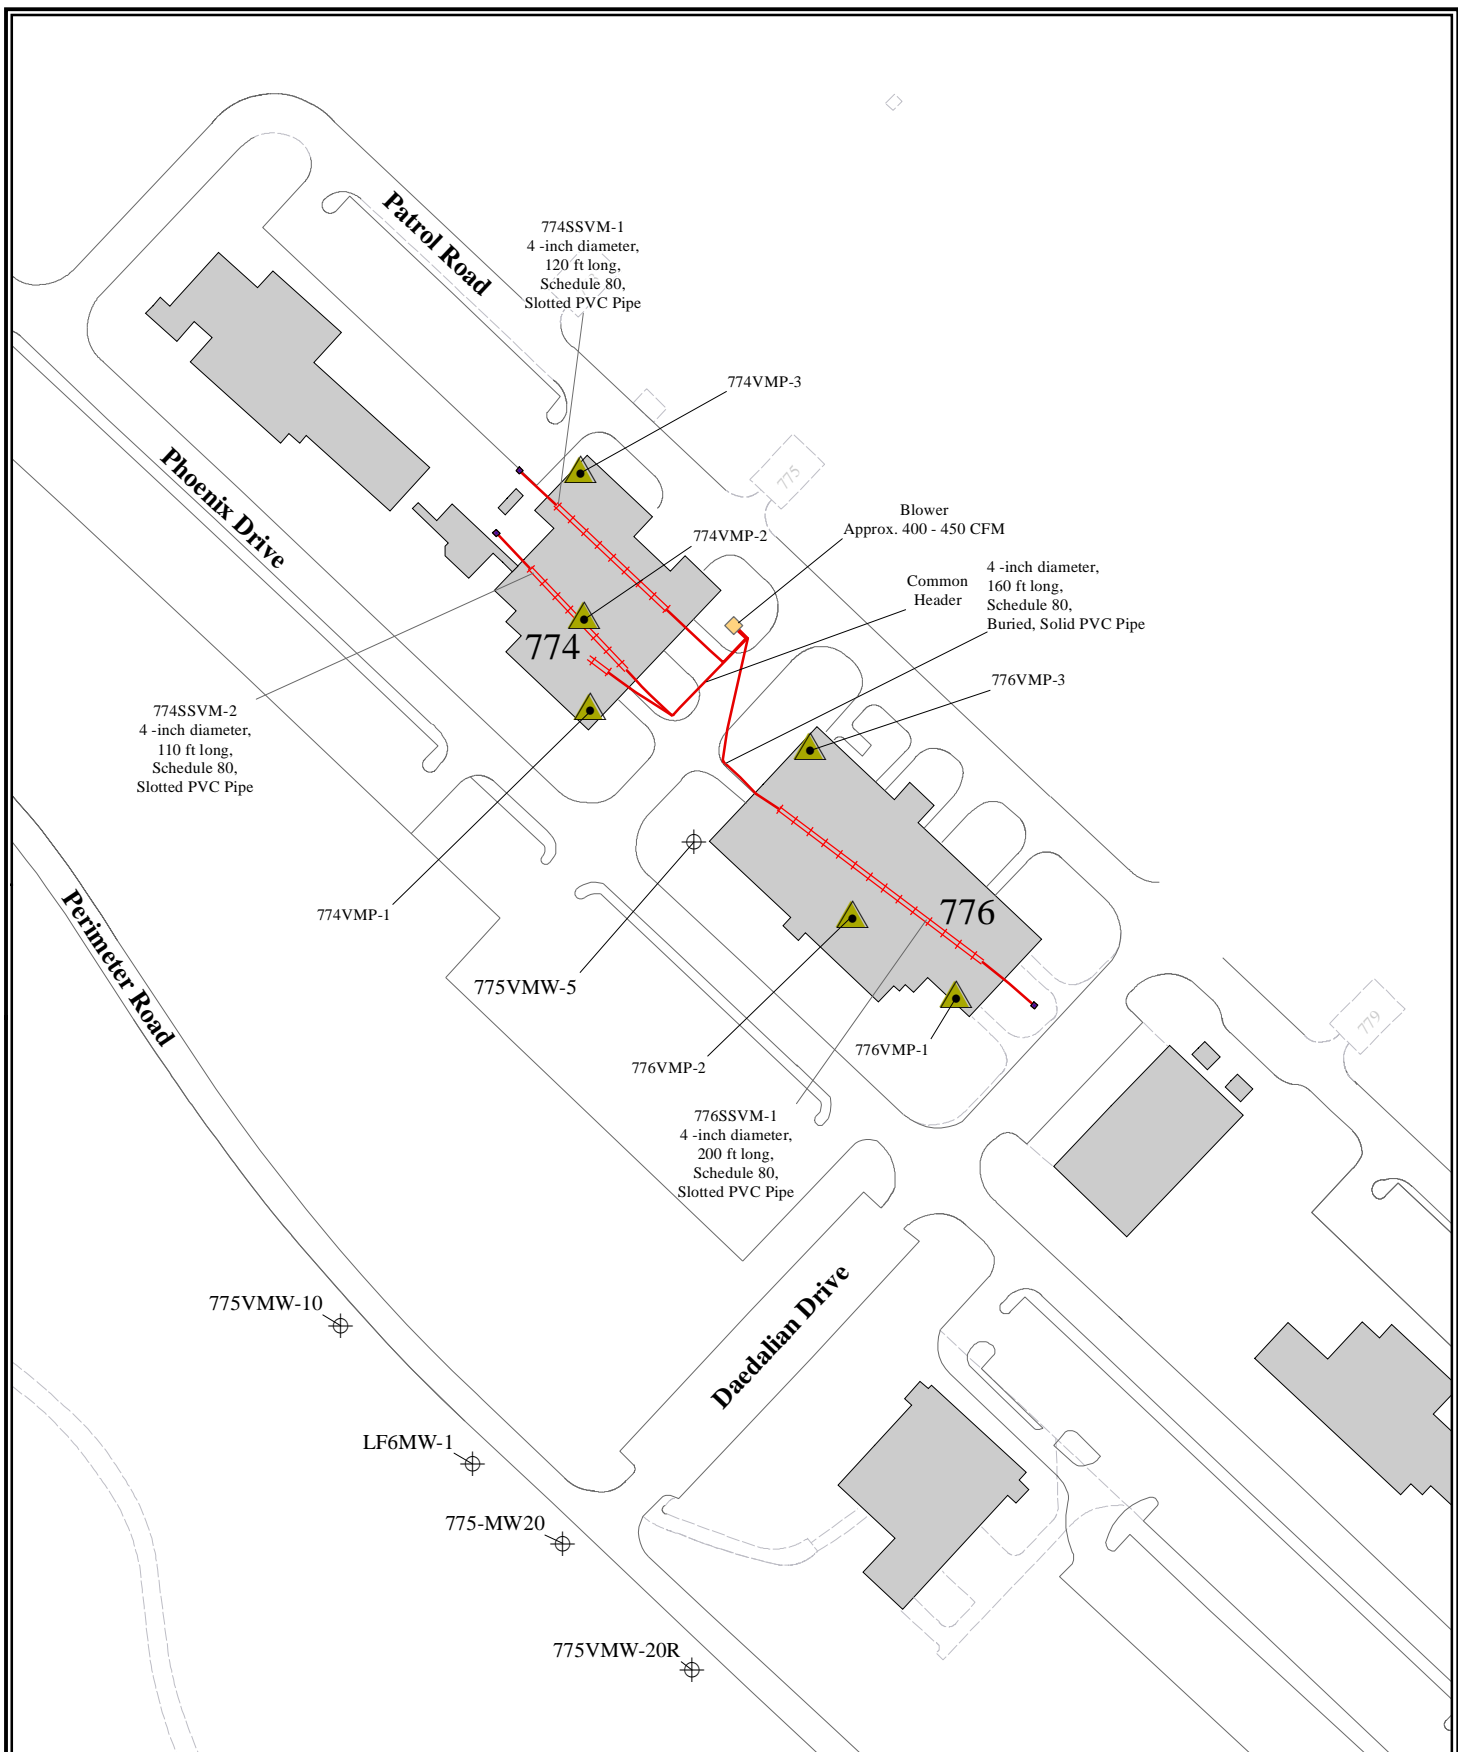 774SSVM-1
4 -inch diameter,
120 ft long,
Schedule 80,
Slotted PVC Pipe
Patrol Road
774VMP-3
Phoenix Drive
775
Blower
Approx. 400 - 450 CFM
774VMP-2
Common
Header
4 -inch diameter,
160 ft long,
Schedule 80,
Buried, Solid PVC Pipe
774
776VMP-3
774SSVM-2
4 -inch diameter,
110 ft long,
Schedule 80,
Slotted PVC Pipe
774VMP-1
776
Perimeter Road
775VMW-5
779
776VMP-2
776VMP-1
776SSVM-1
4 -inch diameter,
200 ft long,
Schedule 80,
Slotted PVC Pipe
775VMW-10
Daedalian Drive
LF6MW-1
775-MW20
775VMW-20R